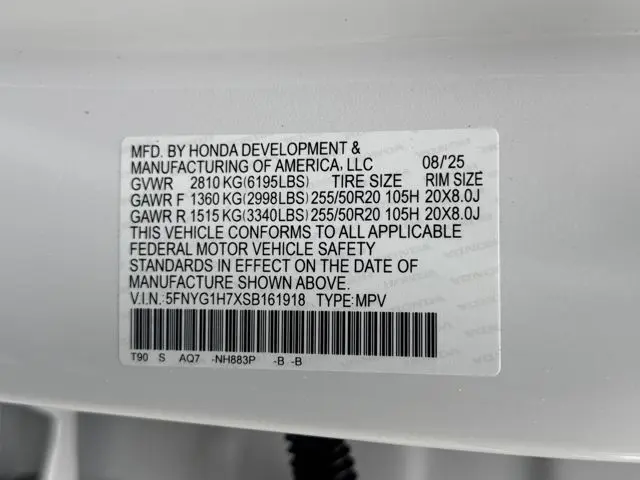 MFD. BY HONDA DEVELOPMENT &
MANUFACTURING OF AMERICA, LLC 08/'25
GVWR 2810 KG(6195LBS) TIRE SIZE RIM SIZE
GAWR F 1360 KG(2998LBS) 255/50R20 105H 20X8.0J
GAWR R 1515 KG(3340LBS) 255/50R20 105H 20X8.0J
THIS VEHICLE CONFORMS TO ALL APPLICABLE
FEDERAL MOTOR VEHICLE SAFETY
STANDARDS IN EFFECT ON THE DATE OF
MANUFACTURE SHOWN ABOVE.
V.I.N.: 5FNYG1H7XSB161918 TYPE: MPV
T90 S AQ7 -NH883P -B -B